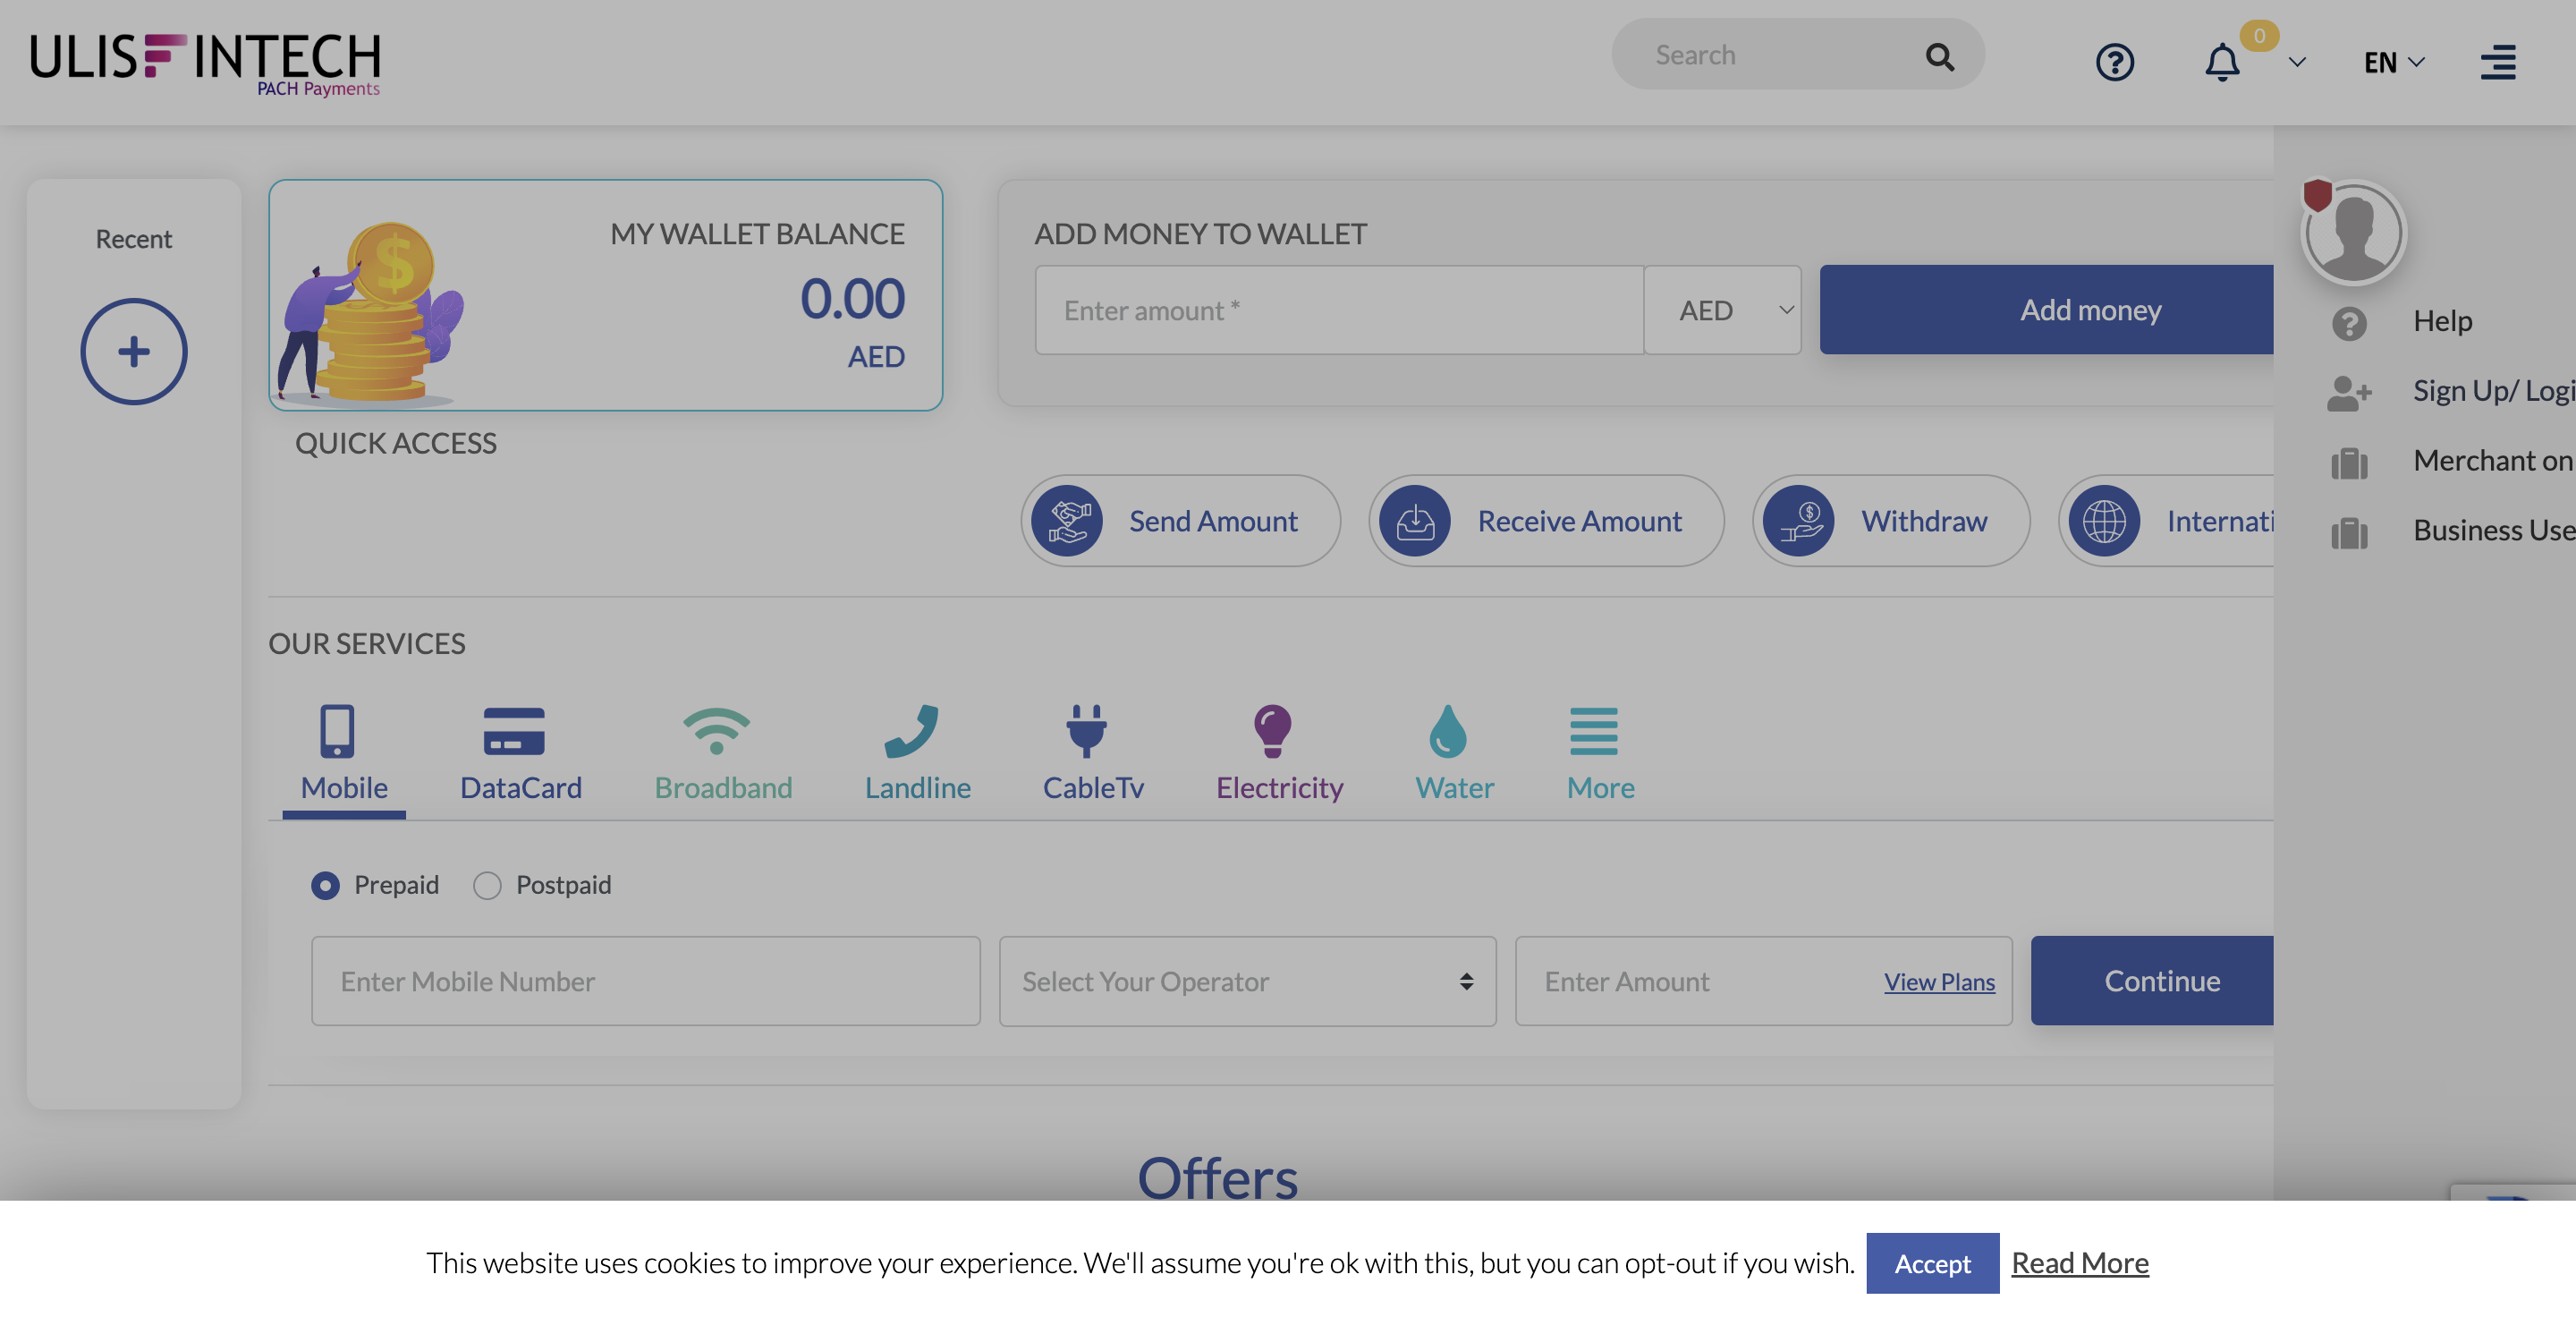 ULISFINTECH
PACH Payments
Search
0
EN
Recent
MY WALLET BALANCE
0.00
AED
ADD MONEY TO WALLET
Enter amount *
AED
Add money
Help
Sign Up/ Logi
Merchant on
Business Use
QUICK ACCESS
Send Amount
Receive Amount
Withdraw
Internati
OUR SERVICES
Mobile
DataCard
Broadband
Landline
CableTv
Electricity
Water
More
Prepaid
Postpaid
Enter Mobile Number
Select Your Operator
Enter Amount
View Plans
Continue
Offers
This website uses cookies to improve your experience. We'll assume you're ok with this, but you can opt-out if you wish.
Accept
Read More